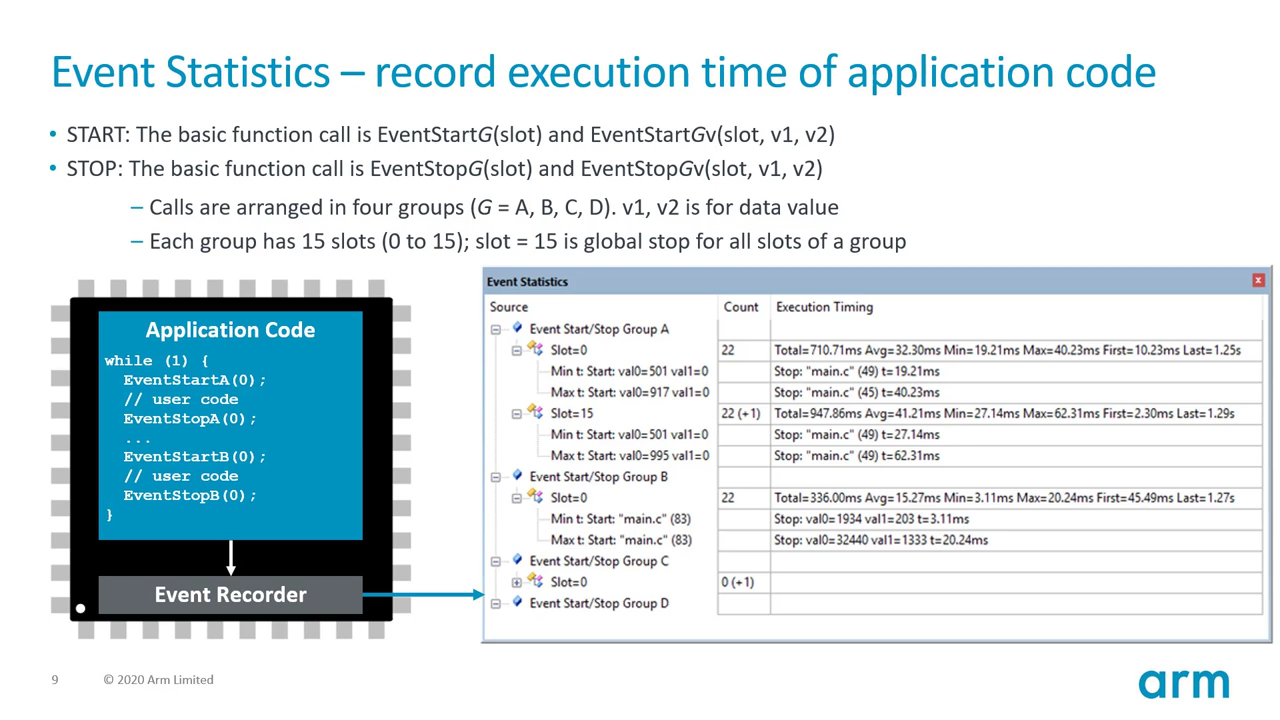 Event Statistics – record execution time of application code
• START: The basic function call is EventStartG(slot) and EventStartGv(slot, v1, v2)
• STOP: The basic function call is EventStopG(slot) and EventStopGv(slot, v1, v2)
– Calls are arranged in four groups (G = A, B, C, D). v1, v2 is for data value
– Each group has 15 slots (0 to 15); slot = 15 is global stop for all slots of a group
Application Code
while (1) {
EventStartA(0);
// user code
EventStopA(0);
...
EventStartB(0);
// user code
EventStopB(0);
}
Event Recorder
Event Statistics
Source Count Execution Timing
Event Start/Stop Group A
Slot=0 22 Total=710.71ms Avg=32.30ms Min=19.21ms Max=40.23ms First=10.23ms Last=1.25s
Min t: Start: val0=501 val1=0 Stop: "main.c" (49) t=19.21ms
Max t: Start: val0=917 val1=0 Stop: "main.c" (45) t=40.23ms
Slot=15 22 (+1) Total=947.86ms Avg=41.21ms Min=27.14ms Max=62.31ms First=2.30ms Last=1.29s
Min t: Start: val0=501 val1=0 Stop: "main.c" (49) t=27.14ms
Max t: Start: val0=995 val1=0 Stop: "main.c" (49) t=62.31ms
Event Start/Stop Group B
Slot=0 22 Total=336.00ms Avg=15.27ms Min=3.11ms Max=20.24ms First=45.49ms Last=1.27s
Min t: Start: "main.c" (83) Stop: val0=1934 val1=203 t=3.11ms
Max t: Start: "main.c" (83) Stop: val0=32440 val1=1333 t=20.24ms
Event Start/Stop Group C
Slot=0 0 (+1)
Event Start/Stop Group D
9 © 2020 Arm Limited
arm